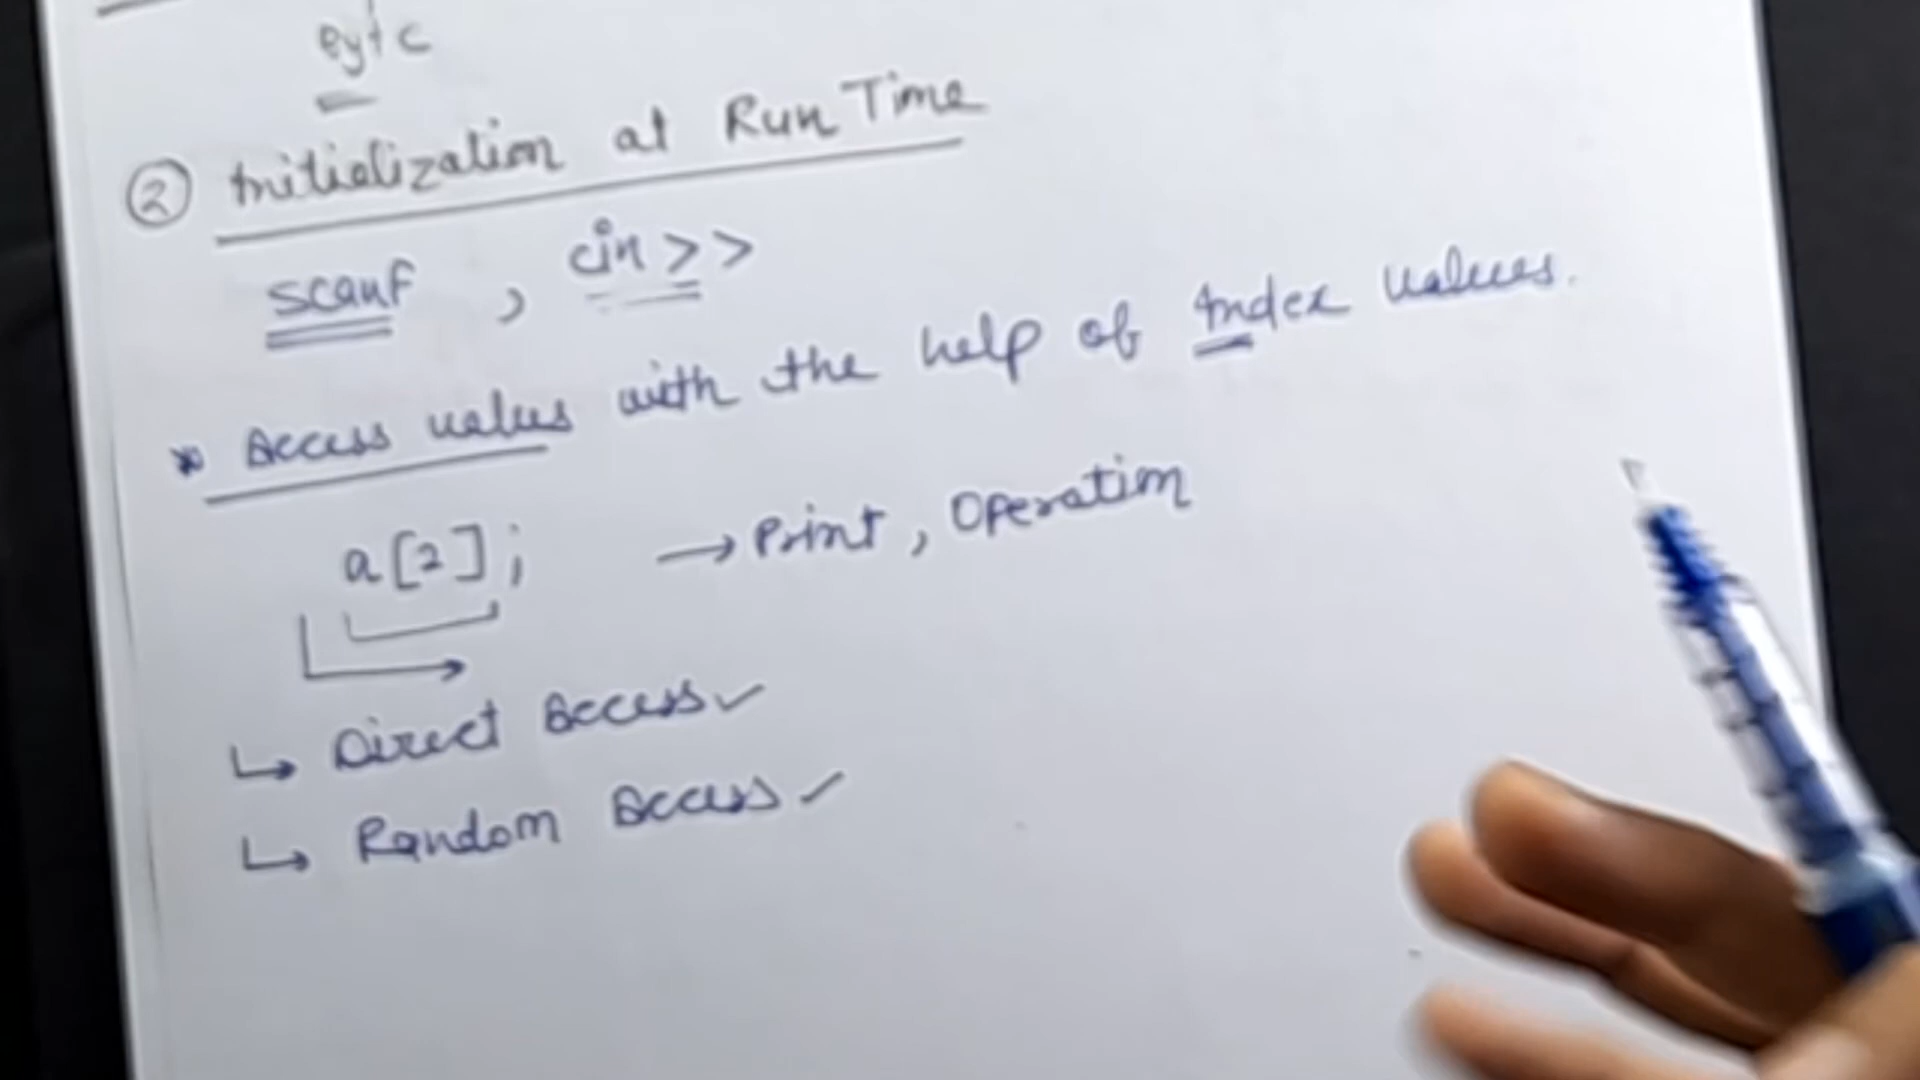 ② Initialization at Run Time
scanf , cin >>
* Access values with the help of Index values.
a[2]; → Print, Operation
↳ Direct Access ✓
↳ Random Access ✓